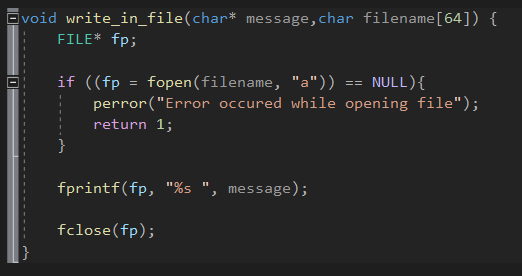 void write_in_file(char* message,char filename[64]) {
FILE* fp;
if ((fp = fopen(filename, "a")) == NULL){
perror("Error occured while opening file");
return 1;
}
fprintf(fp, "%s ", message);
fclose(fp);
}